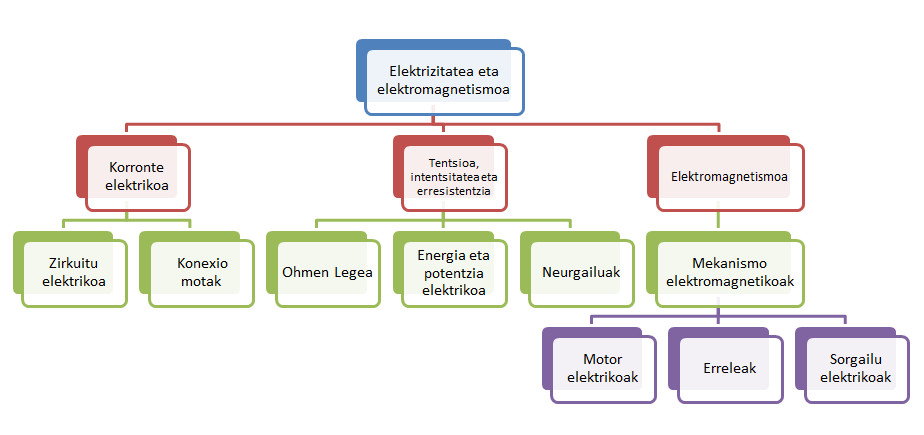 Elektrizitatea eta
elektromagnetismoa
Korronte
elektrikoa
Tentsioa,
intentsitatea eta
erresistentzia
Elektromagnetismoa
Zirkuitu
elektrikoa
Konexio
motak
Ohmen Legea
Energia eta
potentzia
elektrikoa
Neurgailuak
Mekanismo
elektromagnetikoak
Motor
elektrikoak
Erreleak
Sorgailu
elektrikoak